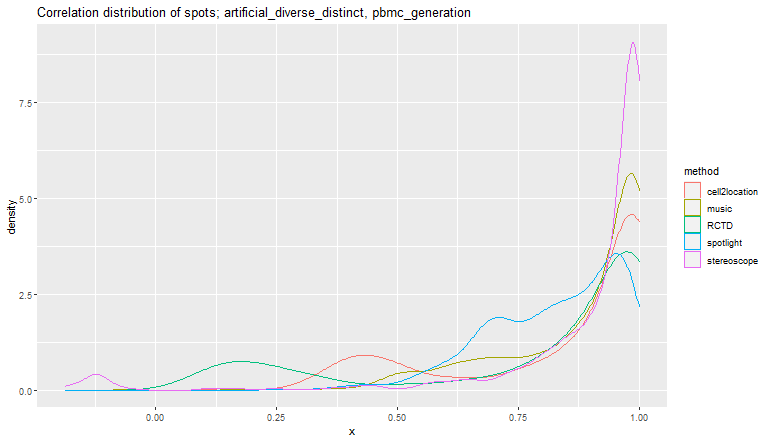 Correlation distribution of spots; artificial_diverse_distinct, pbmc_generation
density
7.5
5.0
2.5
0.0
0.00
0.25
0.50
0.75
1.00
x
method
cell2location
music
RCTD
spotlight
stereoscope